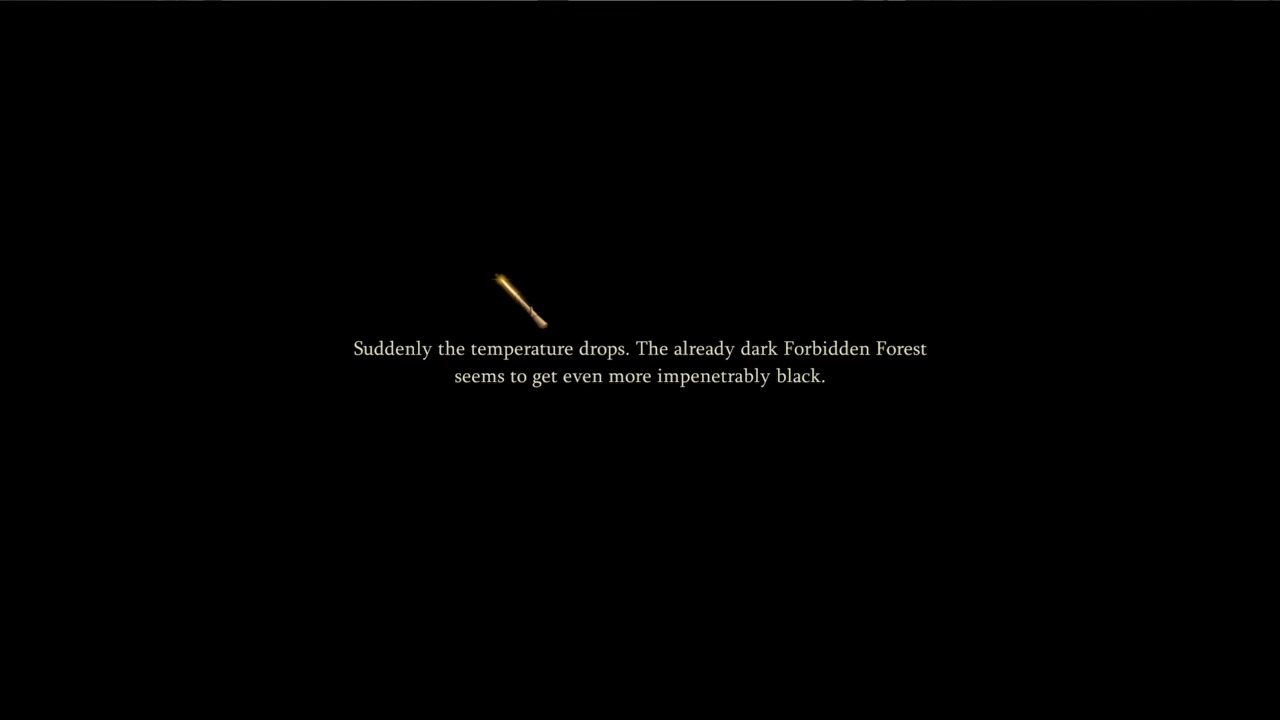 Suddenly the temperature drops. The already dark Forbidden Forest
seems to get even more impenetrably black.